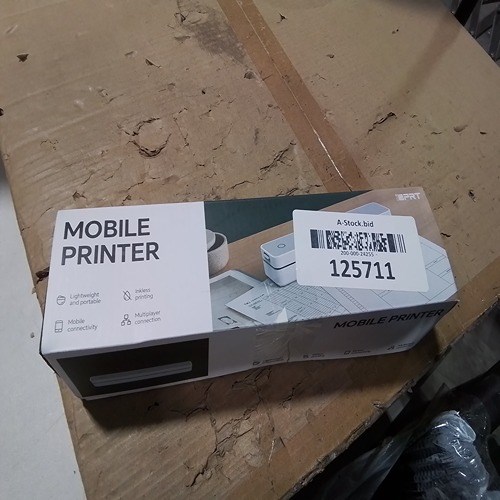 MOBILE
PRINTER
Lightweight
and portable
Inkless
printing
Mobile
connectivity
Multiplayer
connection
A-Stock.bid
125711
MOBILE PRINTER